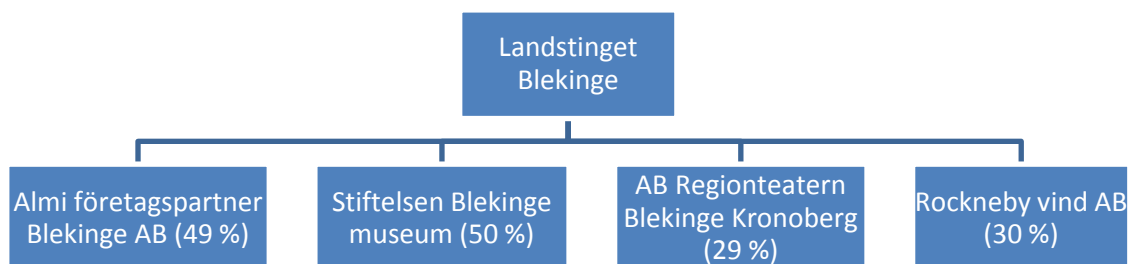 Landstinget
Blekinge
Almi företagspartner
Blekinge AB (49 %)
Stiftelsen Blekinge
museum (50 %)
AB Regionteatern
Blekinge Kronoberg
(29 %)
Rockneby vind AB
(30 %)